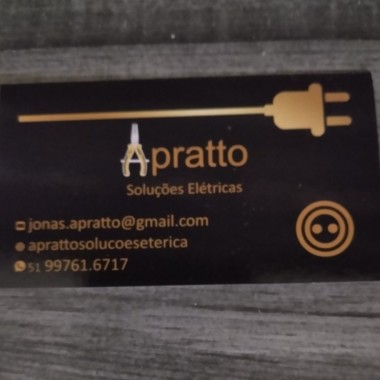 Apratto
Soluções Elétricas
jonas.apratto@gmail.com
aprattosolucoeseterica
51 99761.6717